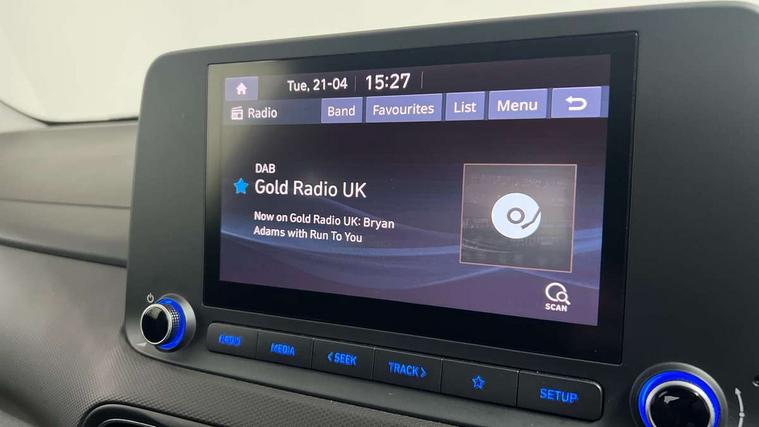 Tue, 21-04 15:27
Radio Band Favourites List Menu
DAB
Gold Radio UK
Now on Gold Radio UK: Bryan
Adams with Run To You
SCAN
RADIO MEDIA < SEEK TRACK > SETUP